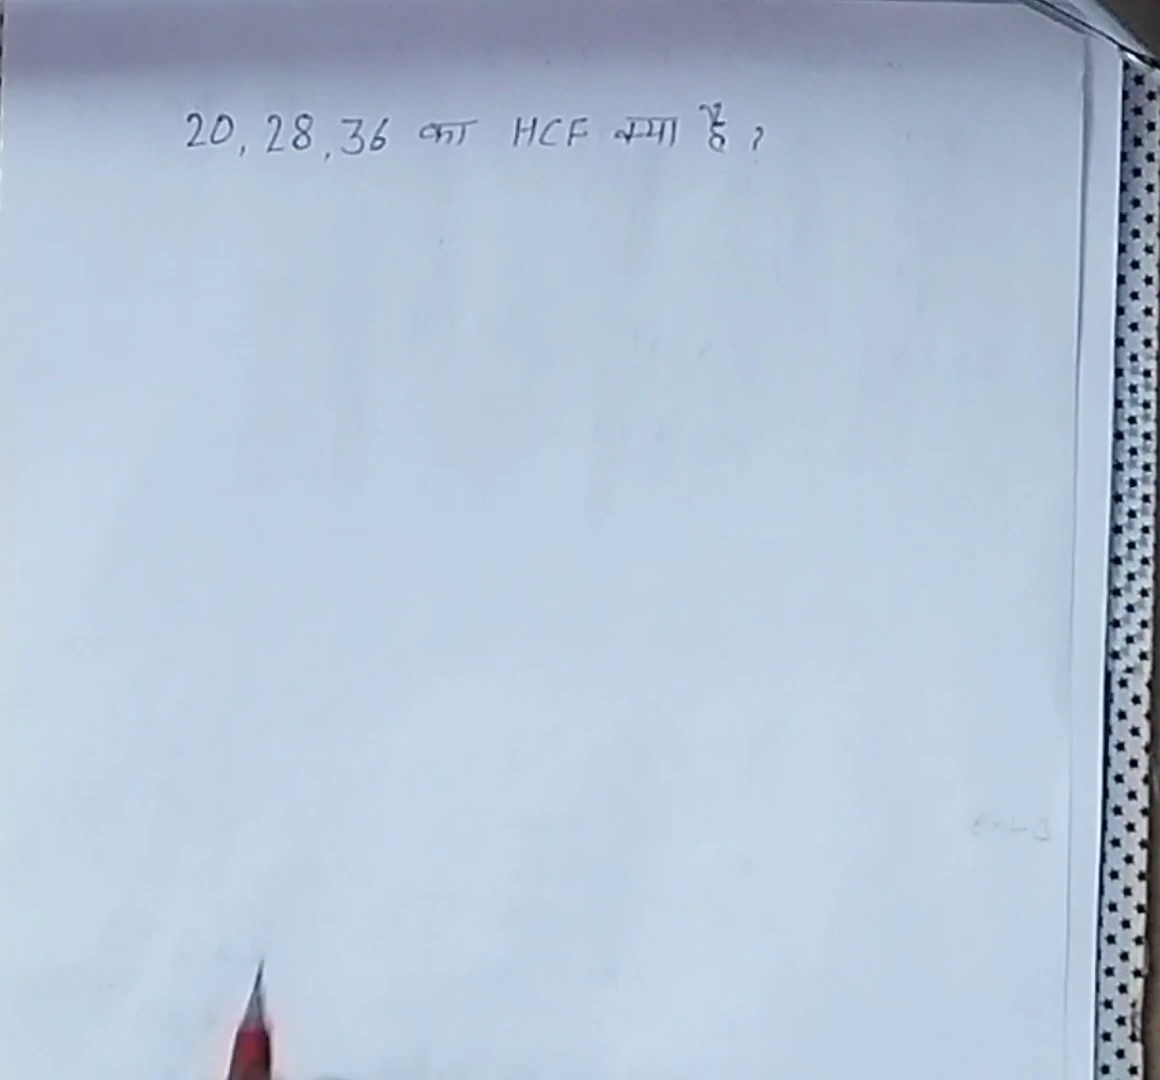 20, 28, 36 का HCF क्या है ?